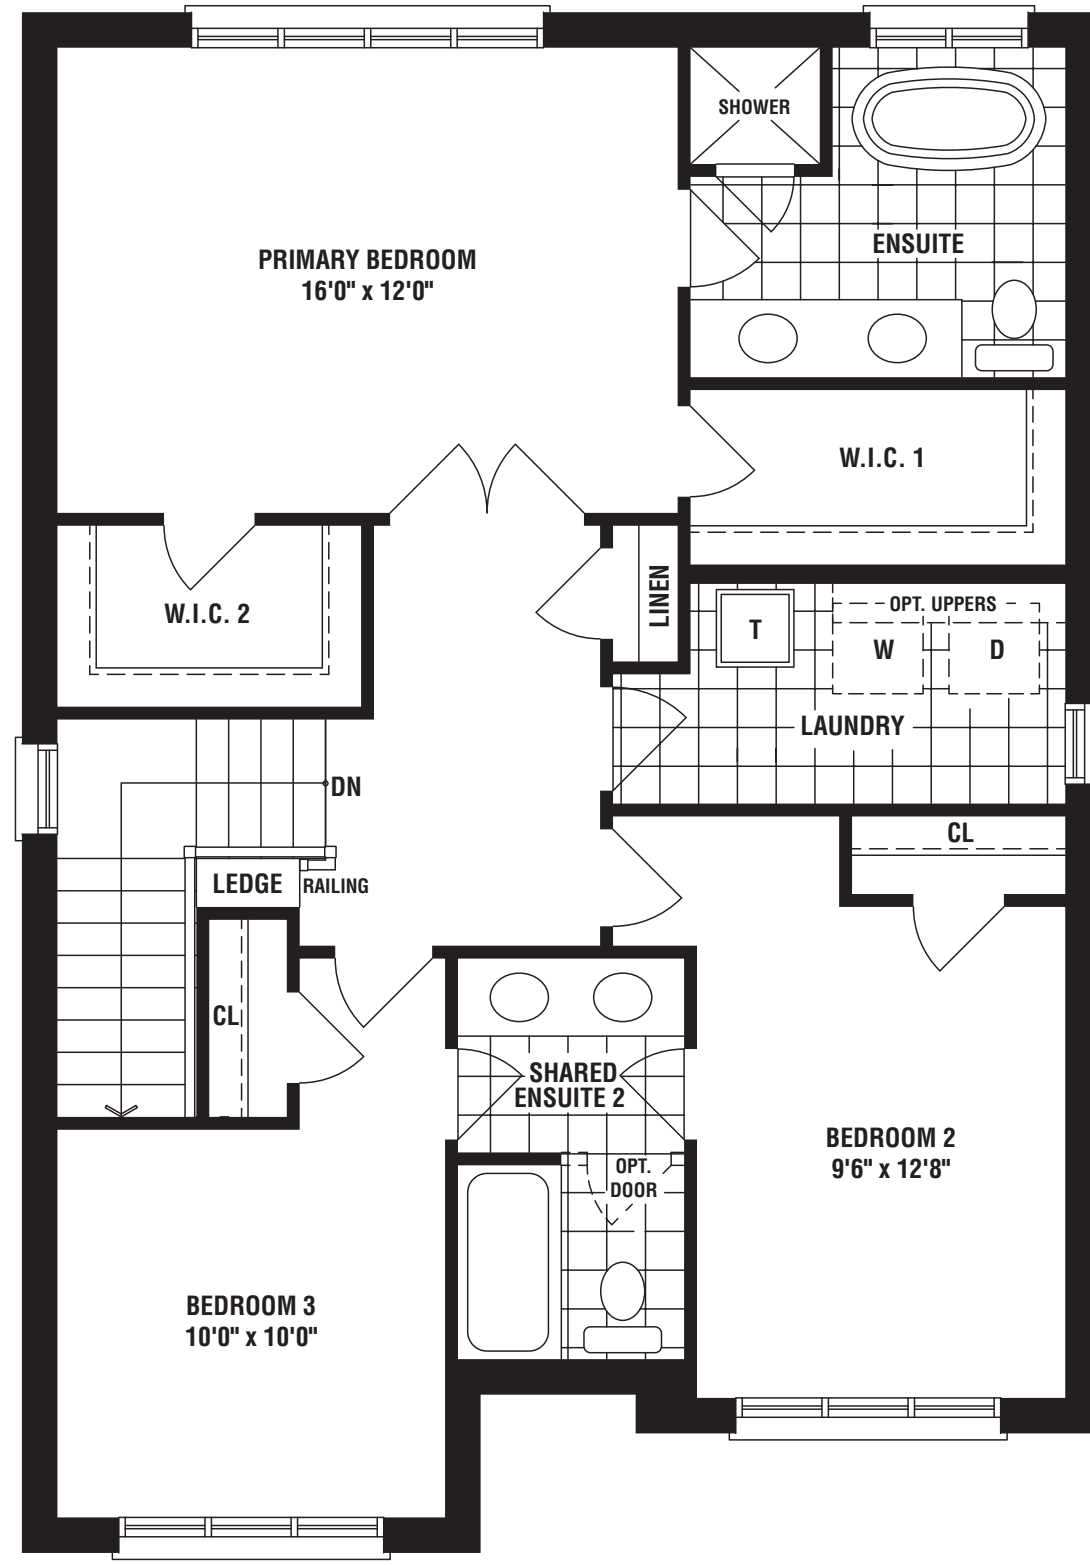 SHOWER
ENSUITE
PRIMARY BEDROOM
16'0" x 12'0"
W.I.C. 1
LINEN
W.I.C. 2
OPT. UPPERS
T
W
D
LAUNDRY
DN
CL
LEDGE
RAILING
CL
SHARED
ENSUITE 2
BEDROOM 2
9'6" x 12'8"
OPT.
DOOR
BEDROOM 3
10'0" x 10'0"